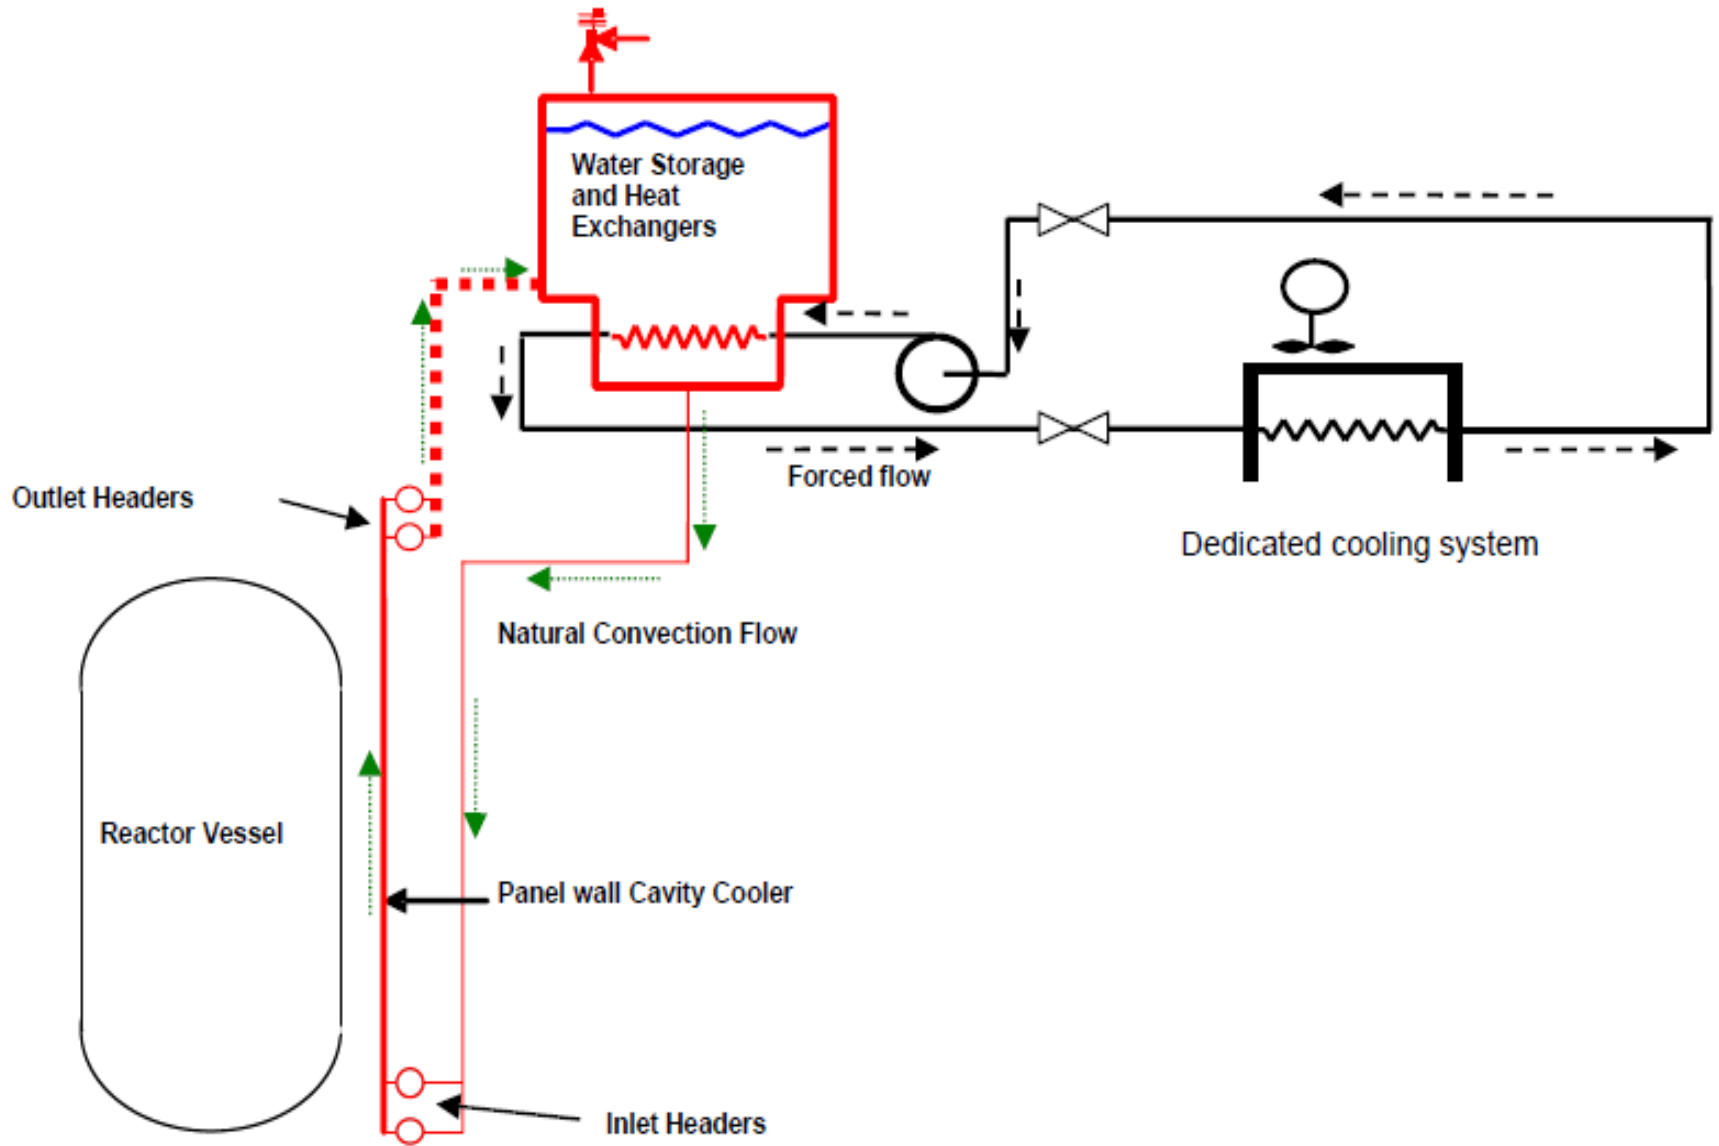 Water Storage
and Heat
Exchangers
Forced flow
Outlet Headers
Dedicated cooling system
Natural Convection Flow
Reactor Vessel
Panel wall Cavity Cooler
Inlet Headers